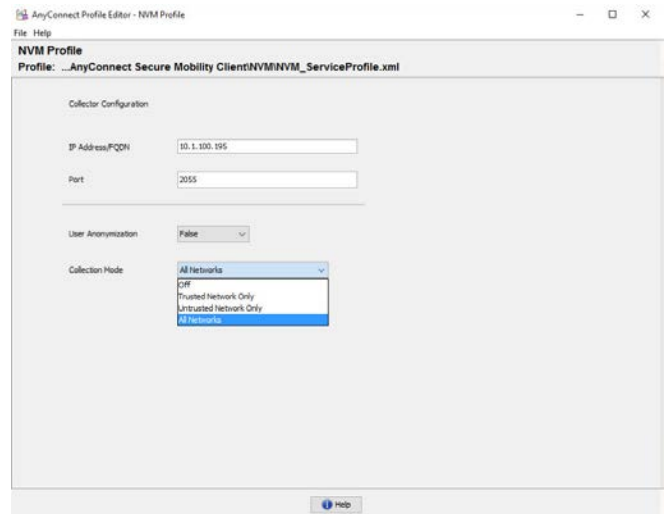 AnyConnect Profile Editor - NVM Profile
File Help
NVM Profile
Profile: ...AnyConnect Secure Mobility Client\NVM\NVM_ServiceProfile.xml
Collector Configuration
IP Address/FQDN 10.1.100.195
Port 2055
User Anonymization False
Collection Mode All Networks
Off
Trusted Network Only
Untrusted Network Only
All Networks
Help